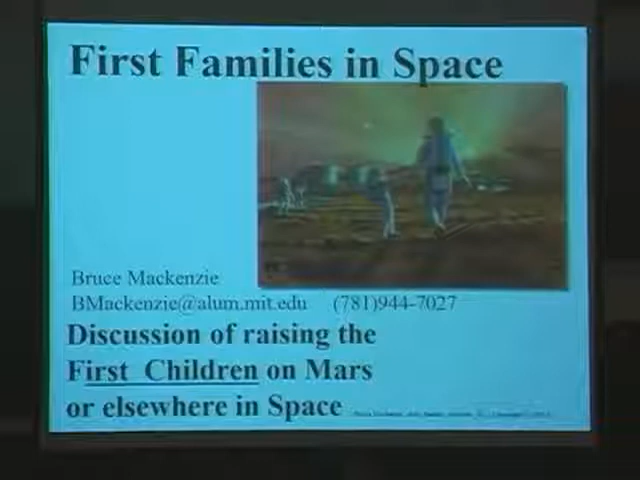 First Families in Space
Bruce Mackenzie
BMackenzie@alum.mit.edu (781)944-7027
Discussion of raising the
First Children on Mars
or elsewhere in Space